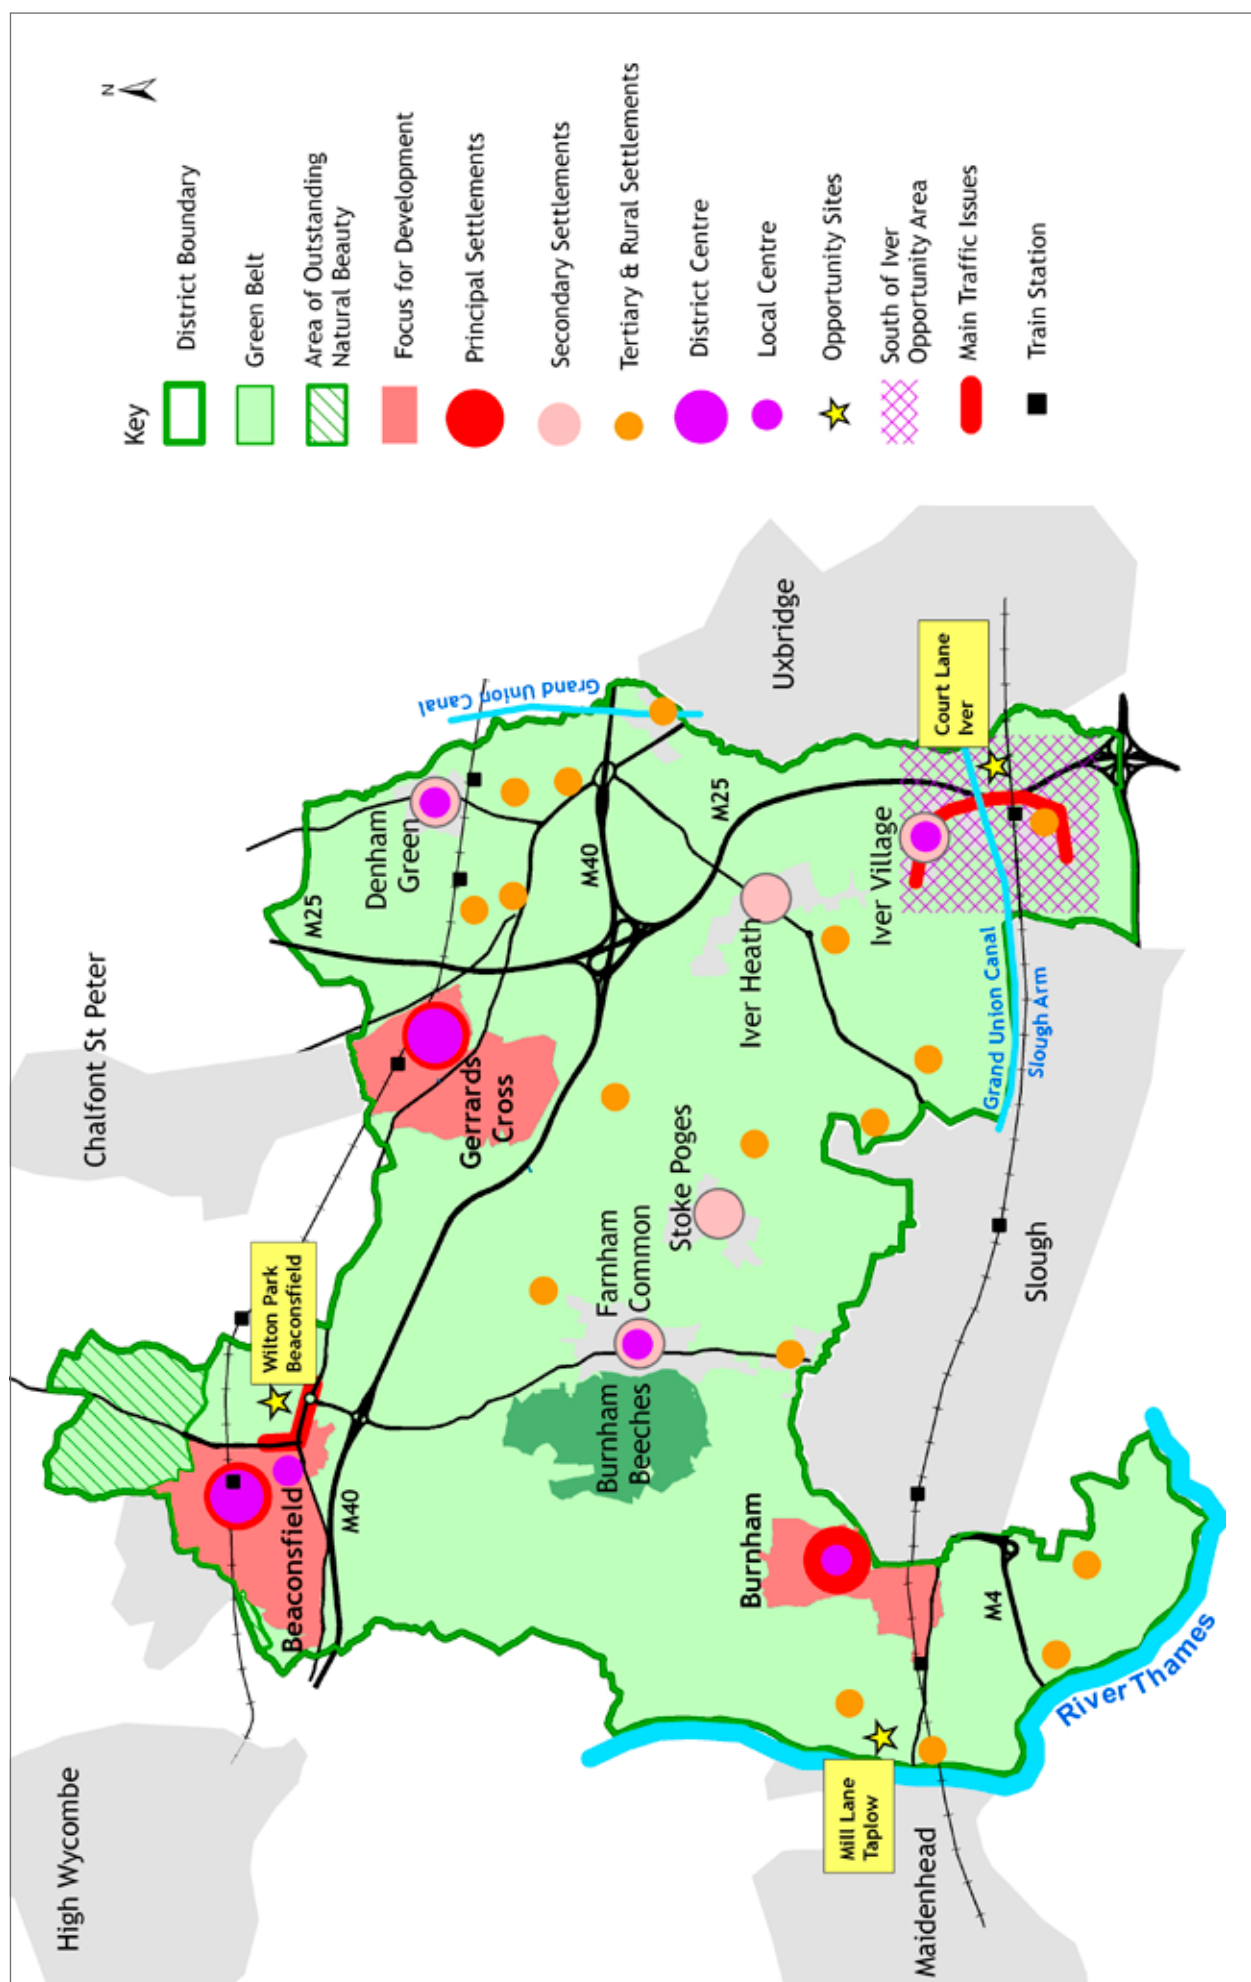 High Wycombe
Chalfont St Peter
Wilton Park
Beaconsfield
Beaconsfield
M40
M25
Denham
Green
Gerrards
Cross
Grand Union Canal
M40
M25
Farnham
Common
Burnham
Beeches
Stoke Poges
Iver Heath
Uxbridge
Burnham
Iver Village
Court Lane
Iver
Mill Lane
Taplow
Maidenhead
M4
River Thames
Slough
Grand Union Canal
Slough Arm
N
Key
District Boundary
Green Belt
Area of Outstanding
Natural Beauty
Focus for Development
Principal Settlements
Secondary Settlements
Tertiary & Rural Settlements
District Centre
Local Centre
Opportunity Sites
South of Iver
Opportunity Area
Main Traffic Issues
Train Station